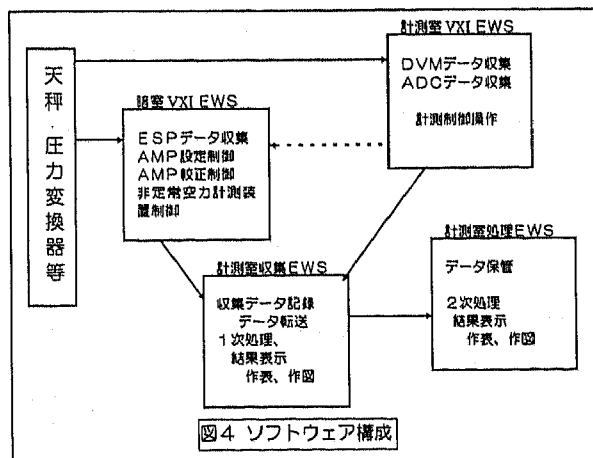 天秤・圧力変換器等
計測室VXI EWS
DVMデータ収集
ADCデータ収集
計測制御操作
暗室VXI EWS
ESPデータ収集
AMP設定制御
AMP較正制御
非定常空力計測装
置制御
計測室収集EWS
収集データ記録
データ転送
1次処理、
結果表示
作表、作図
計測室処理EWS
データ保管
2次処理
結果表示
作表、作図
図4 ソフトウェア構成